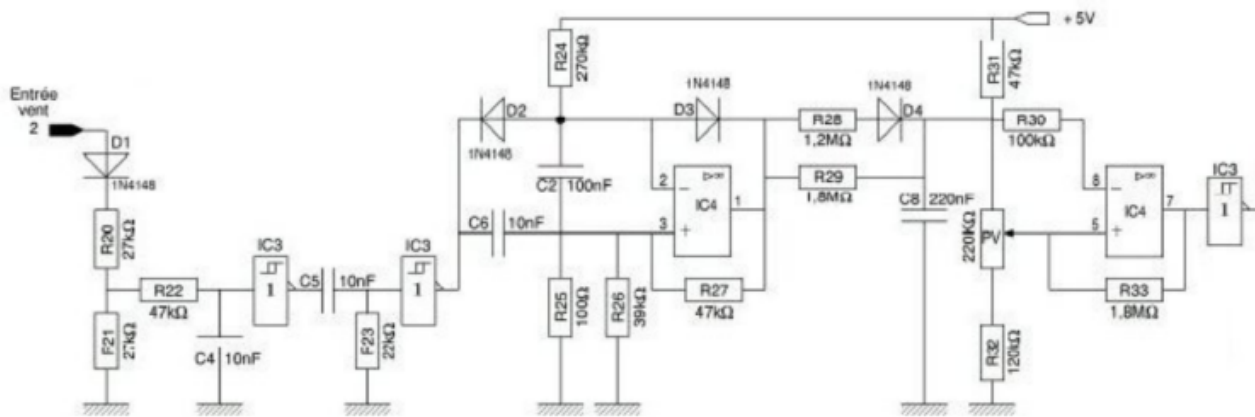 + 5V
R24
270kΩ
R31
47kΩ
1N4148
1N4148
Entrée
vent
2
D1
1N4148
D2
1N4148
D3
R28
1,2MΩ
D4
R30
100kΩ
R20
27kΩ
C2
100nF
2
−
▷∞
IC4
1
3
+
R29
1,8MΩ
C8
220nF
8
−
▷∞
IC4
7
5
+
IC3
1
220KΩ
PV
C6
10nF
IC3
1
C5
10nF
IC3
1
R22
47kΩ
F21
27kΩ
C4
10nF
F23
22kΩ
R25
100Ω
R26
39kΩ
R27
47kΩ
R33
1,8MΩ
R32
120kΩ